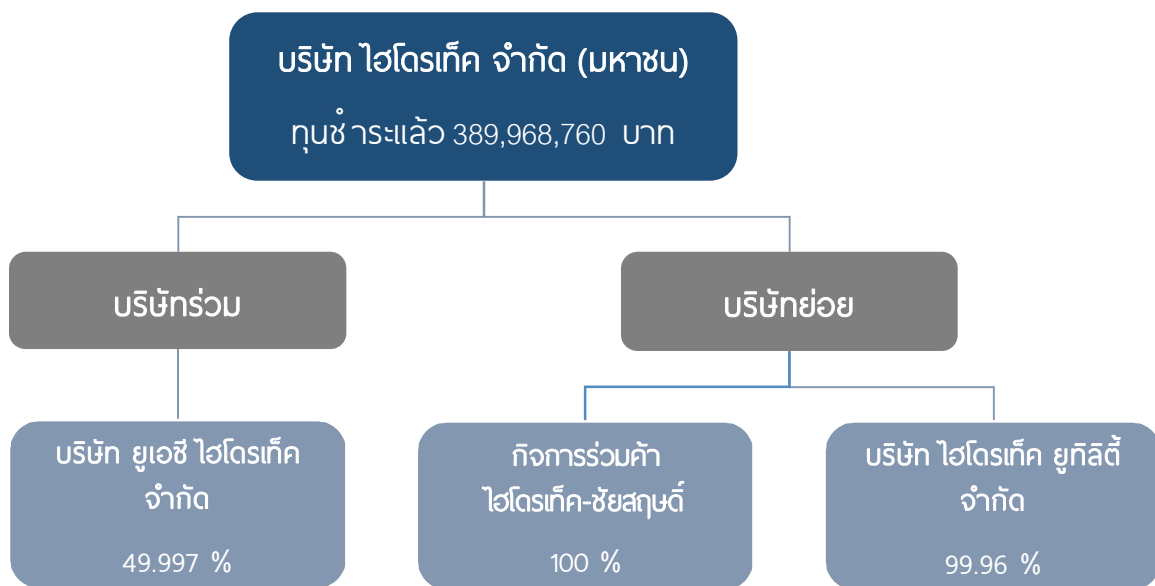 บริษัท ไฮโดรเท็ค จำกัด (มหาชน)
ทุนชำระแล้ว 389,968,760 บาท
บริษัทร่วม
บริษัทย่อย
บริษัท ยูเอซี ไฮโดรเท็ค
จำกัด
49.997 %
กิจการร่วมค้า
ไฮโดรเท็ค-ชัยสฤษดิ์
100 %
บริษัท ไฮโดรเท็ค ยูทิลิตี้
จำกัด
99.96 %